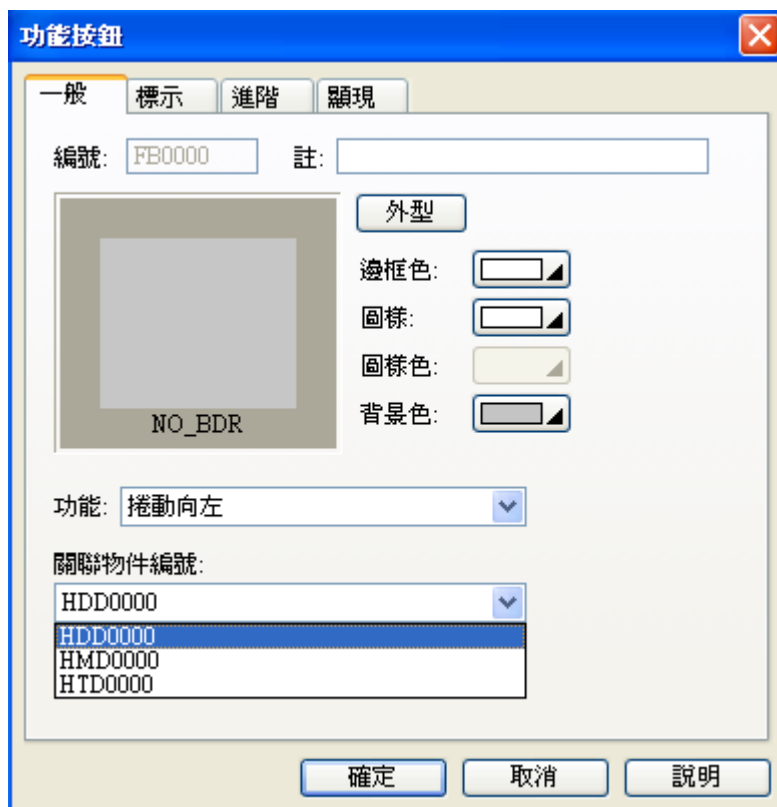 功能按鈕
一般 標示 進階 顯現
編號: FB0000 註:
外型
邊框色:
圖樣:
圖樣色:
背景色:
NO_BDR
功能: 捲動向左
關聯物件編號:
HDD0000
HDD0000
HMD0000
HTD0000
確定 取消 說明